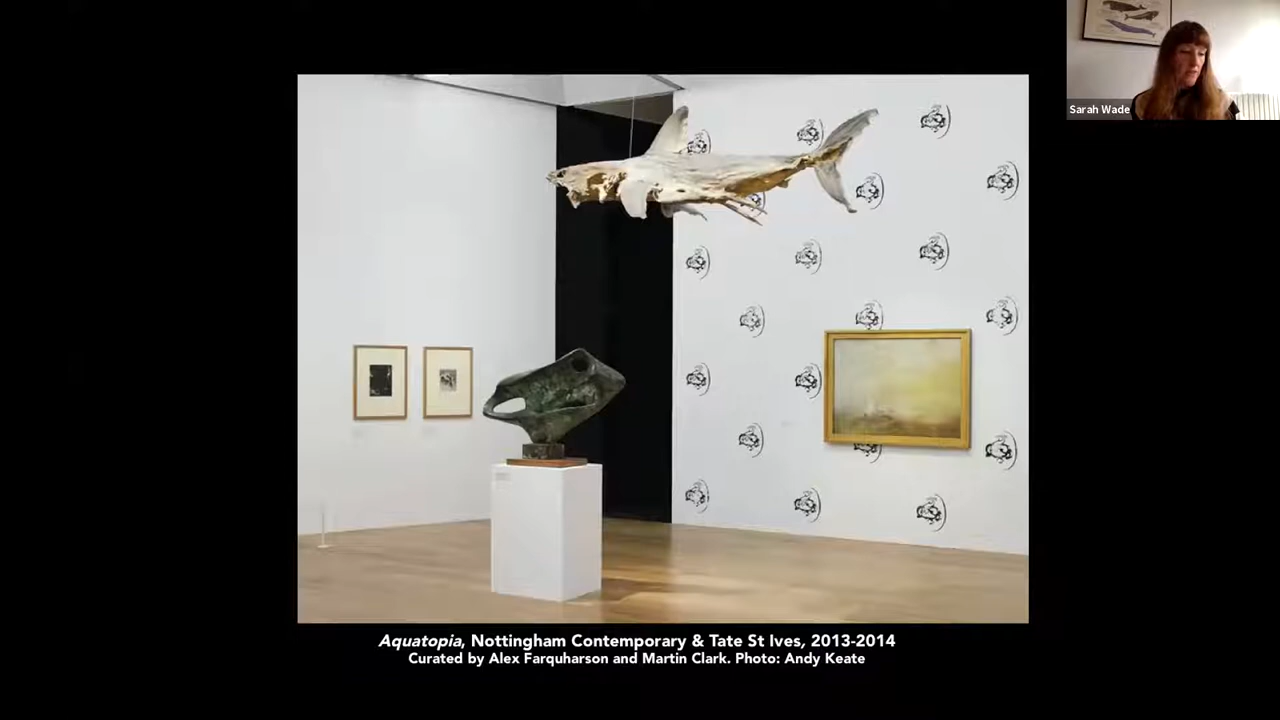 Sarah Wade
Aquatopia, Nottingham Contemporary & Tate St Ives, 2013-2014
Curated by Alex Farquharson and Martin Clark. Photo: Andy Keate